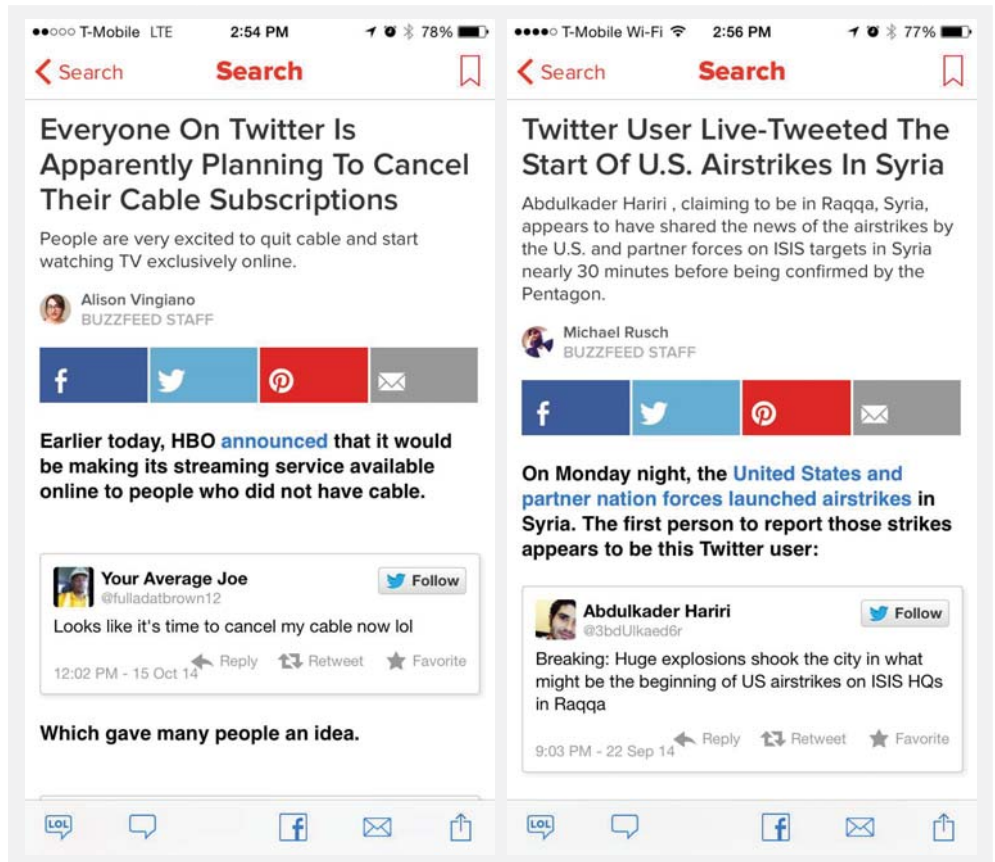 T-Mobile LTE 2:54 PM 78%
Search Search
Everyone On Twitter Is
Apparently Planning To Cancel
Their Cable Subscriptions
People are very excited to quit cable and start
watching TV exclusively online.
Alison Vingiano
BUZZFEED STAFF
Earlier today, HBO announced that it would
be making its streaming service available
online to people who did not have cable.
Your Average Joe
@fulladatbrown12
Follow
Looks like it's time to cancel my cable now lol
12:02 PM - 15 Oct 14 Reply Retweet Favorite
Which gave many people an idea.
LOL
T-Mobile Wi-Fi 2:56 PM 77%
Search Search
Twitter User Live-Tweeted The
Start Of U.S. Airstrikes In Syria
Abdulkader Hariri , claiming to be in Raqqa, Syria,
appears to have shared the news of the airstrikes by
the U.S. and partner forces on ISIS targets in Syria
nearly 30 minutes before being confirmed by the
Pentagon.
Michael Rusch
BUZZFEED STAFF
On Monday night, the United States and
partner nation forces launched airstrikes in
Syria. The first person to report those strikes
appears to be this Twitter user:
Abdulkader Hariri
@3bdUlkaed6r
Follow
Breaking: Huge explosions shook the city in what
might be the beginning of US airstrikes on ISIS HQs
in Raqqa
9:03 PM - 22 Sep 14 Reply Retweet Favorite
LOL